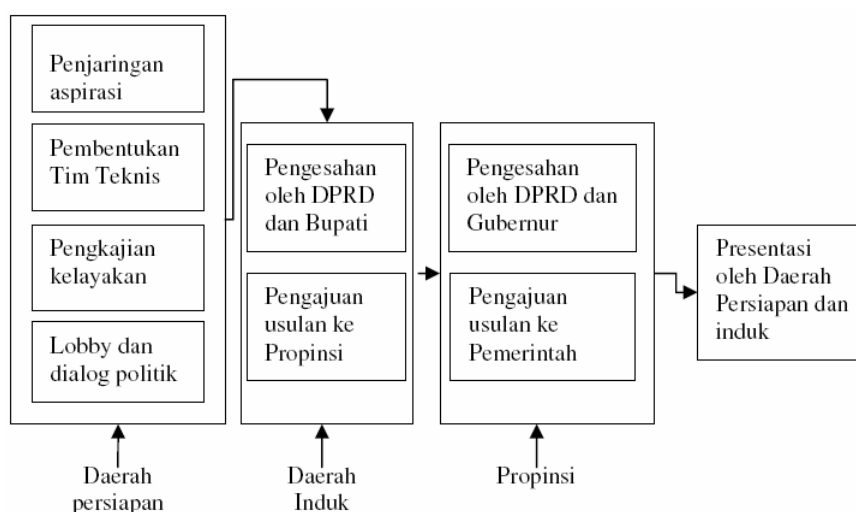 Penjaringan
aspirasi
Pembentukan
Tim Teknis
Pengkajian
kelayakan
Lobby dan
dialog politik
Pengesahan
oleh DPRD
dan Bupati
Pengajuan
usulan ke
Propinsi
Pengesahan
oleh DPRD dan
Gubernur
Pengajuan
usulan ke
Pemerintah
Presentasi
oleh Daerah
Persiapan dan
induk
Daerah
persiapan
Daerah
Induk
Propinsi